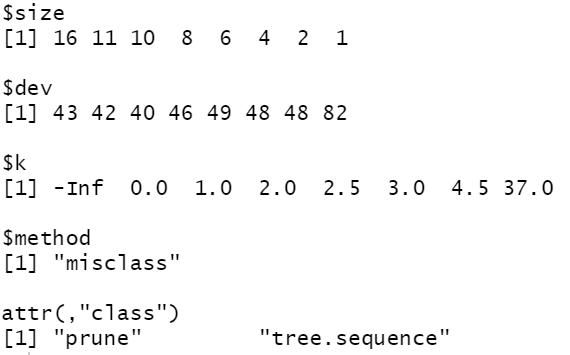 $size
[1] 16 11 10  8  6  4  2  1
$dev
[1] 43 42 40 46 49 48 48 82
$k
[1] -Inf  0.0  1.0  2.0  2.5  3.0  4.5 37.0
$method
[1] "misclass"
attr(,"class")
[1] "prune"         "tree.sequence"